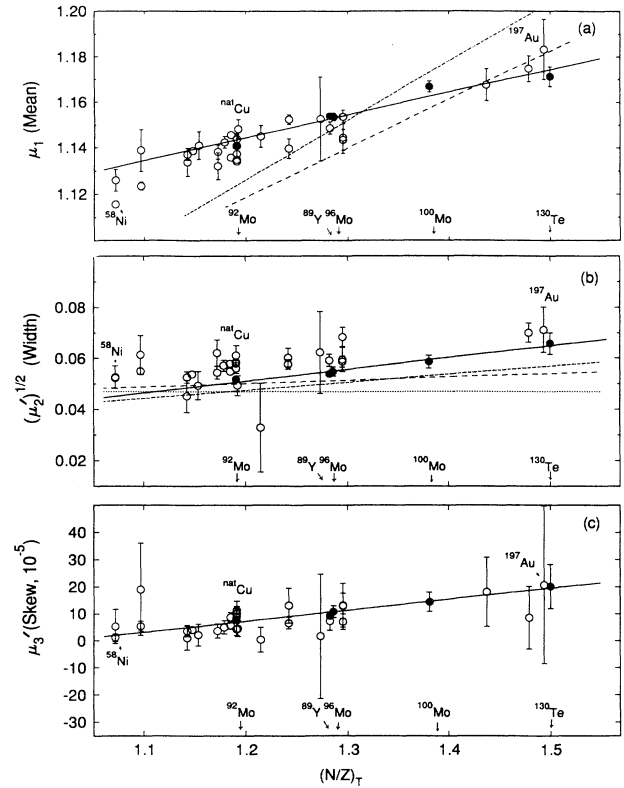 (a)
1.20
1.18
1.16
1.14
1.12
μ₁ (Mean)
¹⁹⁷Au
ⁿᵃᵗCu
⁵⁸Ni
⁹²Mo
⁸⁹Y ⁹⁶Mo
¹⁰⁰Mo
¹³⁰Te
(b)
0.08
0.06
0.04
0.02
(μ₂′)^1/2 (Width)
⁵⁸Ni
ⁿᵃᵗCu
¹⁹⁷Au
⁹²Mo
⁸⁹Y ⁹⁶Mo
¹⁰⁰Mo
¹³⁰Te
(c)
40
30
20
10
0
-10
-20
-30
μ₃′ (Skew, 10⁻⁵)
ⁿᵃᵗCu
¹⁹⁷Au
⁵⁸Ni
⁹²Mo
⁸⁹Y ⁹⁶Mo
¹⁰⁰Mo
¹³⁰Te
1.1 1.2 1.3 1.4 1.5
(N/Z)_T